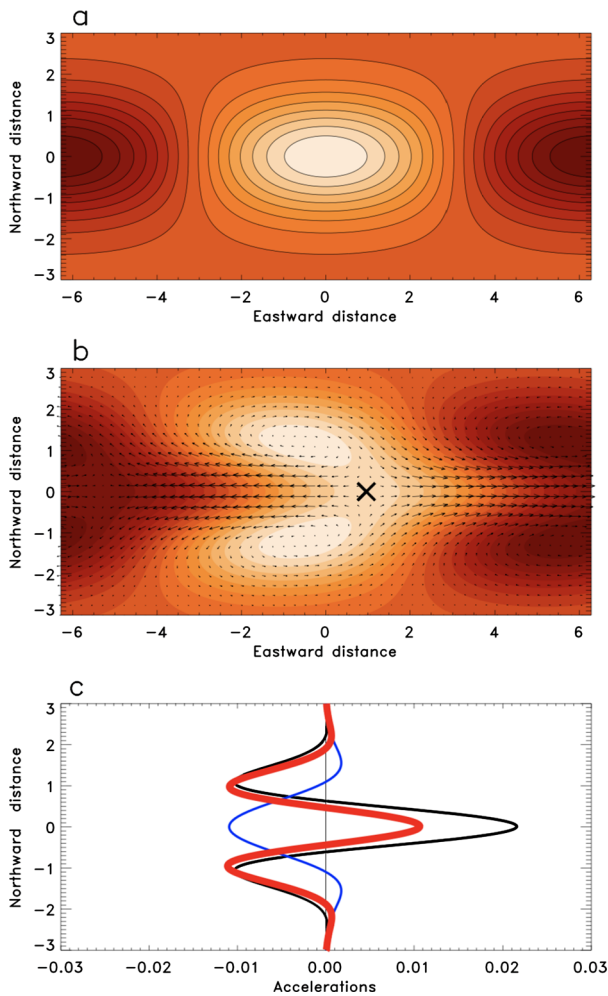 a
3
2
1
0
-1
-2
-3
Northward distance
-6 -4 -2 0 2 4 6
Eastward distance
b
3
2
1
0
-1
-2
-3
Northward distance
-6 -4 -2 0 2 4 6
Eastward distance
c
3
2
1
0
-1
-2
-3
Northward distance
-0.03 -0.02 -0.01 0.00 0.01 0.02 0.03
Accelerations